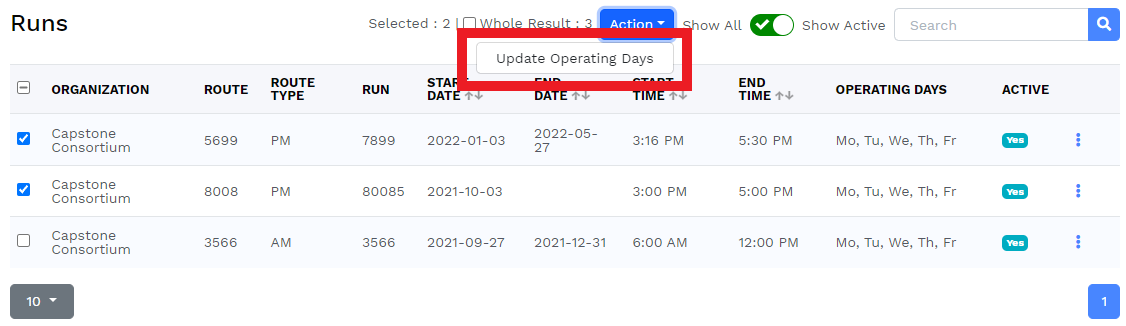 Runs
Selected : 2 | Whole Result : 3 Action Show All Show Active Search
Update Operating Days
ORGANIZATION ROUTE ROUTE TYPE RUN START DATE END DATE START TIME END TIME OPERATING DAYS ACTIVE
Capstone Consortium 5699 PM 7899 2022-01-03 2022-05-27 3:16 PM 5:30 PM Mo, Tu, We, Th, Fr Yes
Capstone Consortium 8008 PM 80085 2021-10-03 3:00 PM 5:00 PM Mo, Tu, We, Th, Fr Yes
Capstone Consortium 3566 AM 3566 2021-09-27 2021-12-31 6:00 AM 12:00 PM Mo, Tu, We, Th, Fr Yes
10 1